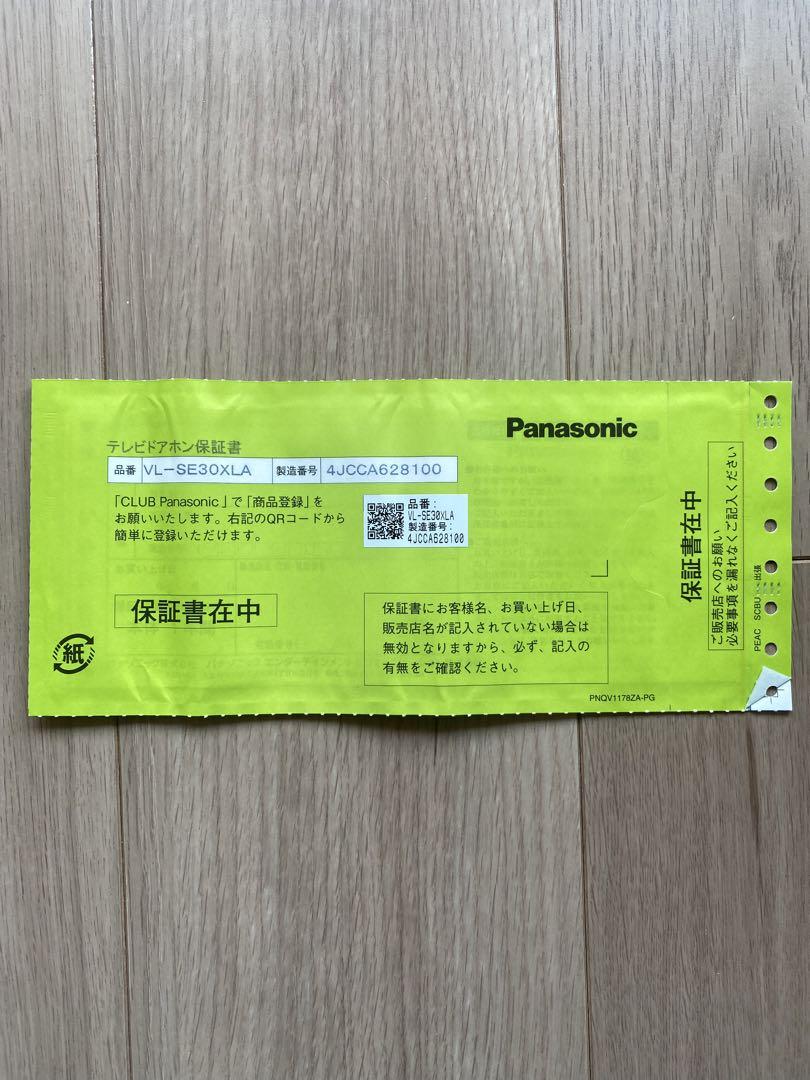 Panasonic
テレビドアホン保証書
品番 VL-SE30XLA 製造番号 4JCCA628100
「CLUB Panasonic」で「商品登録」を
お願いいたします。右記のQRコードから
簡単に登録いただけます。
品番:
VL-SE30XLA
製造番号:
4JCCA628100
保証書在中
保証書にお客様名、お買い上げ日、
販売店名が記入されていない場合は
無効となりますから、必ず、記入の
有無をご確認ください。
紙
PNQV1178ZA-PG
保証書在中
ご販売店へのお願い
必要事項を漏れなくご記入ください
PEAC SCBU
出張